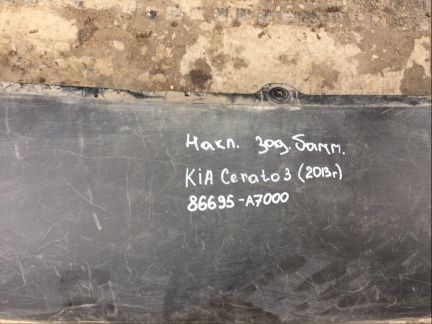 Накл. зад. бамп.
KiA Cerato 3 (2013г)
86695-A7000